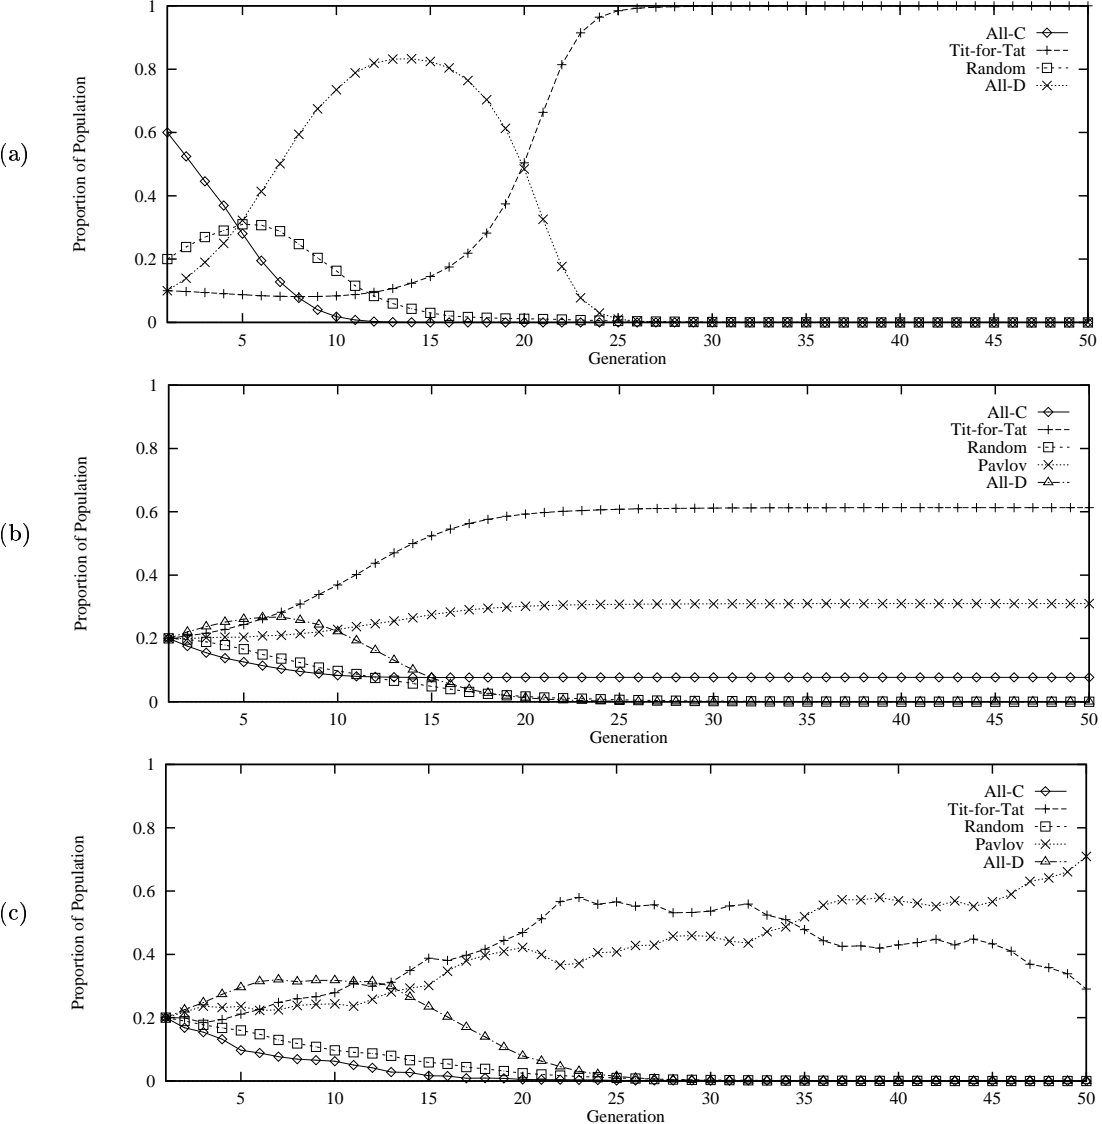 (a)
Proportion of Population
1
0.8
0.6
0.4
0.2
0
All-C
Tit-for-Tat
Random
All-D
5 10 15 20 25 30 35 40 45 50
Generation
(b)
Proportion of Population
1
0.8
0.6
0.4
0.2
0
All-C
Tit-for-Tat
Random
Pavlov
All-D
5 10 15 20 25 30 35 40 45 50
Generation
(c)
Proportion of Population
1
0.8
0.6
0.4
0.2
0
All-C
Tit-for-Tat
Random
Pavlov
All-D
5 10 15 20 25 30 35 40 45 50
Generation